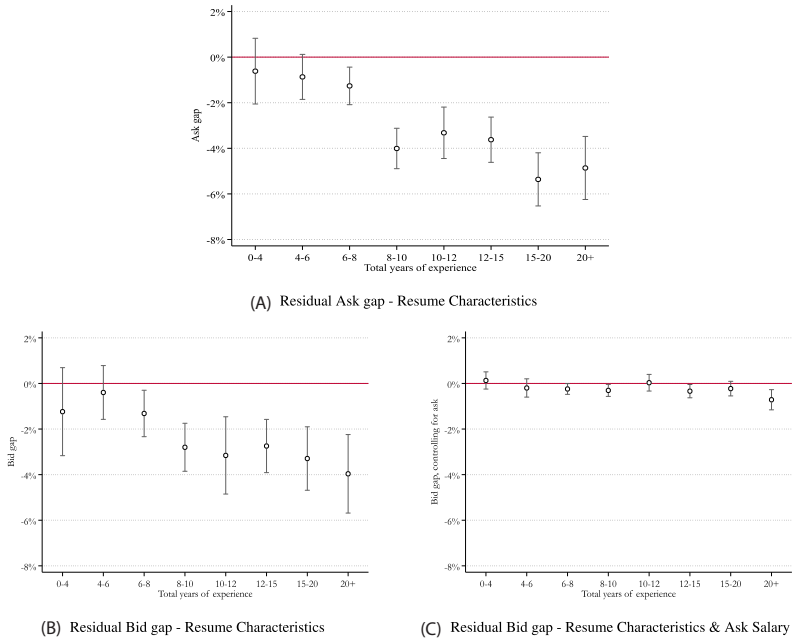 2%
0%
-2%
-4%
-6%
-8%
Ask gap
0-4 4-6 6-8 8-10 10-12 12-15 15-20 20+
Total years of experience
(A) Residual Ask gap - Resume Characteristics
2%
0%
-2%
-4%
-6%
-8%
Bid gap
0-4 4-6 6-8 8-10 10-12 12-15 15-20 20+
Total years of experience
(B) Residual Bid gap - Resume Characteristics
2%
0%
-2%
-4%
-6%
-8%
Bid gap, controlling for ask
0-4 4-6 6-8 8-10 10-12 12-15 15-20 20+
Total years of experience
(C) Residual Bid gap - Resume Characteristics & Ask Salary